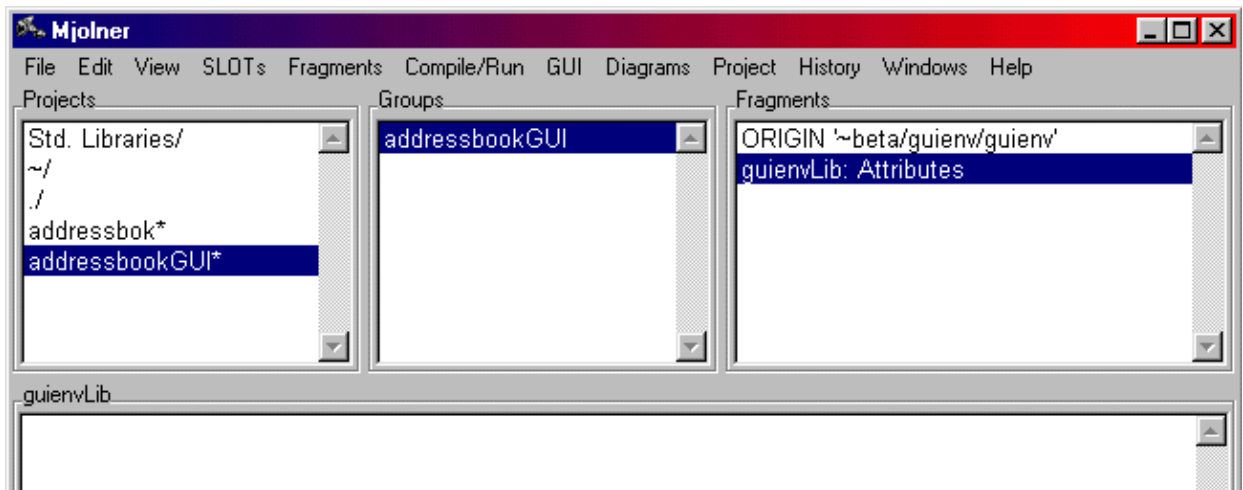 Mjolner
File Edit View SLOTs Fragments Compile/Run GUI Diagrams Project History Windows Help
Projects
Std. Libraries/
~/
./
addressbok*
addressbookGUI*
Groups
addressbookGUI
Fragments
ORIGIN '~beta/guienv/guienv'
guienvLib: Attributes
guienvLib